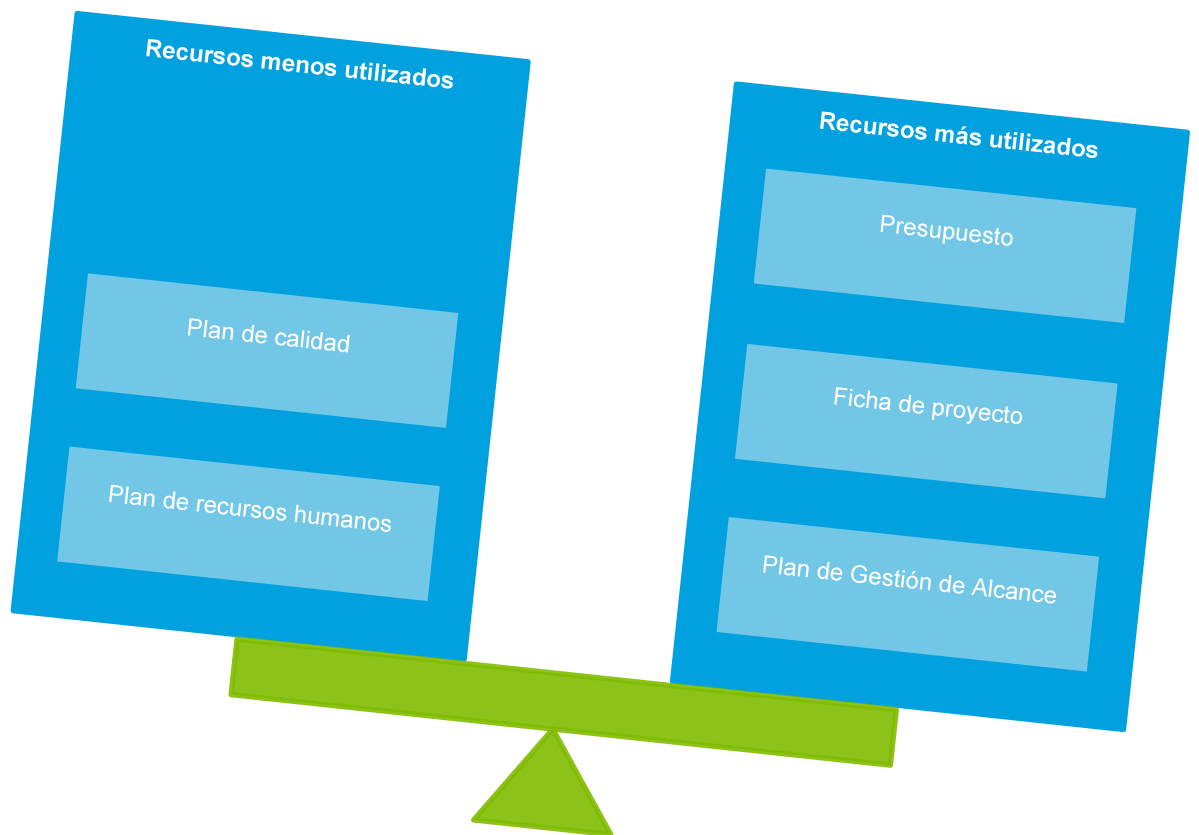 Recursos menos utilizados
Plan de calidad
Plan de recursos humanos
Recursos más utilizados
Presupuesto
Ficha de proyecto
Plan de Gestión de Alcance